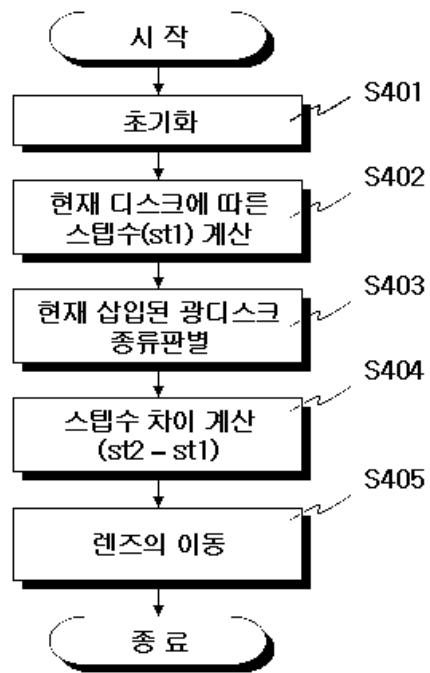 시 작
S401
초기화
S402
현재 디스크에 따른
스텝수(st1) 계산
S403
현재 삽입된 광디스크
종류판별
S404
스텝수 차이 계산
(st2 – st1)
S405
렌즈의 이동
종 료